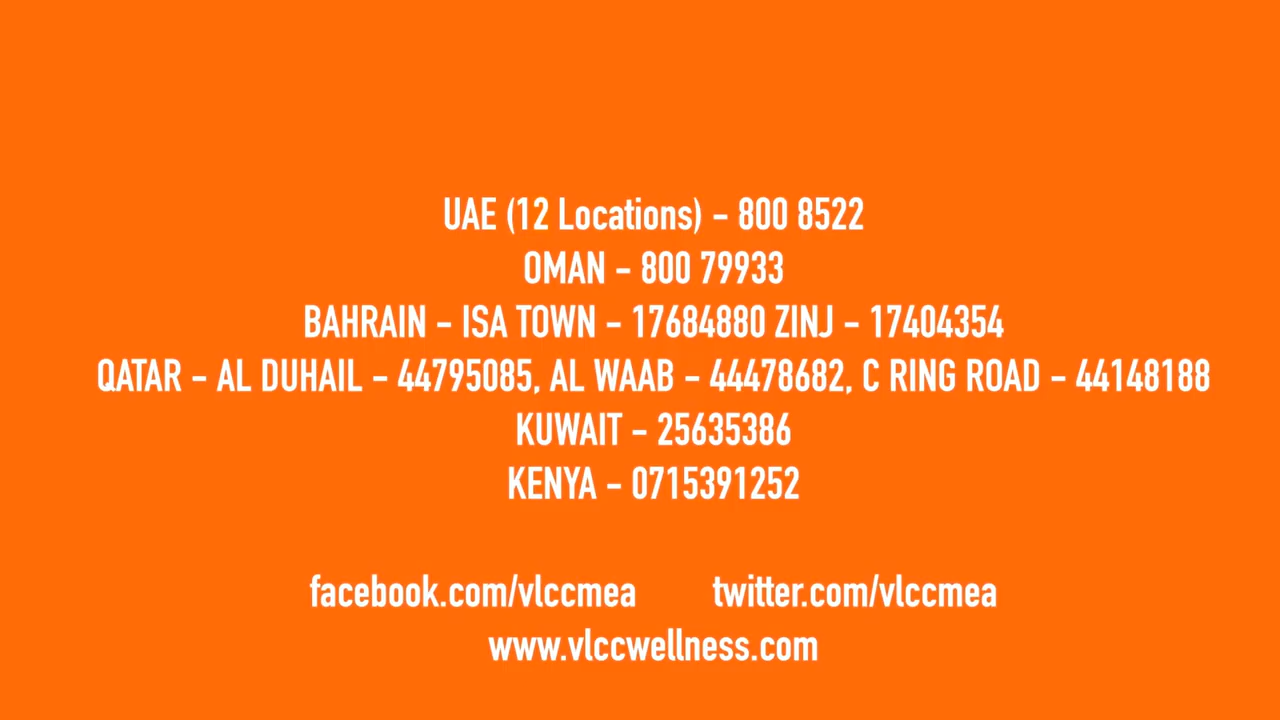 UAE (12 Locations) - 800 8522
OMAN - 800 79933
BAHRAIN - ISA TOWN - 17684880 ZINJ - 17404354
QATAR - AL DUHAIL - 44795085, AL WAAB - 44478682, C RING ROAD - 44148188
KUWAIT - 25635386
KENYA - 0715391252
facebook.com/vlccmea twitter.com/vlccmea
www.vlccwellness.com